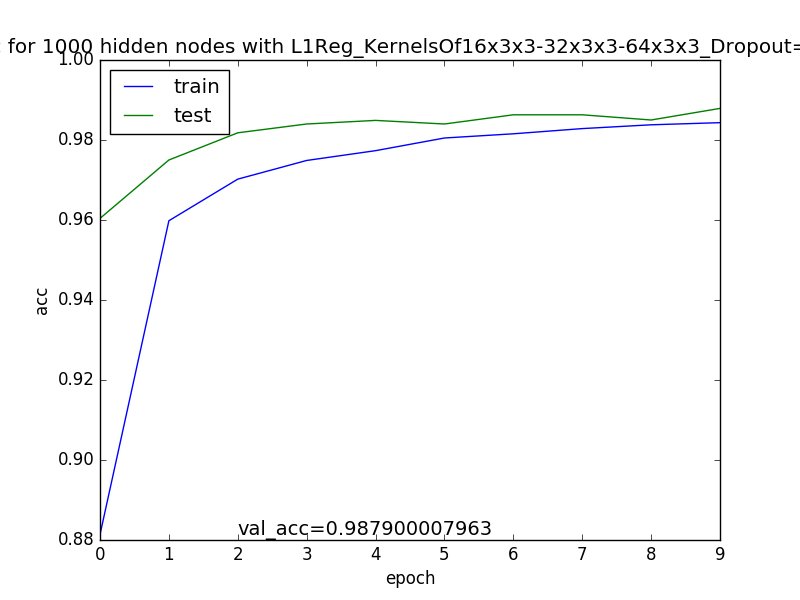 : for 1000 hidden nodes with L1Reg_KernelsOf16x3x3-32x3x3-64x3x3_Dropout=
1.00
train
test
0.98
0.96
0.94
acc
0.92
0.90
val_acc=0.987900007963
0.88
0 1 2 3 4 5 6 7 8 9
epoch